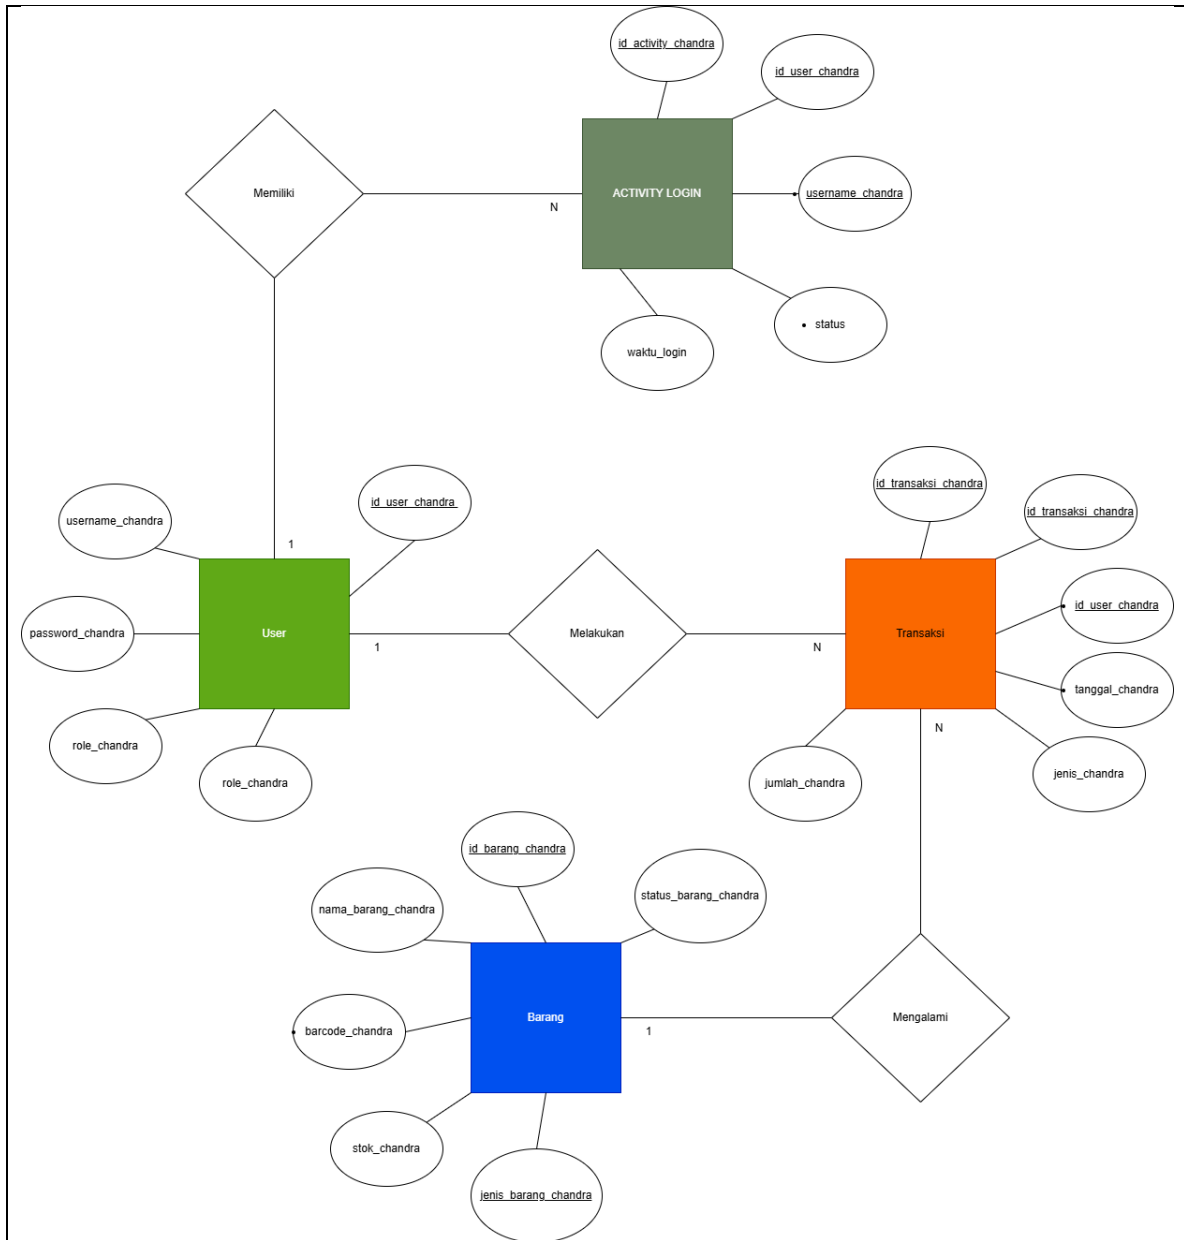 id_activity_chandra
id_user_chandra
Memiliki
ACTIVITY LOGIN
username_chandra
N
status
waktu_login
id_user_chandra
id_transaksi_chandra
id_transaksi_chandra
username_chandra
1
id_user_chandra
password_chandra
User
1
Melakukan
N
Transaksi
tanggal_chandra
N
role_chandra
role_chandra
jumlah_chandra
jenis_chandra
id_barang_chandra
status_barang_chandra
nama_barang_chandra
Barang
1
Mengalami
barcode_chandra
stok_chandra
jenis_barang_chandra